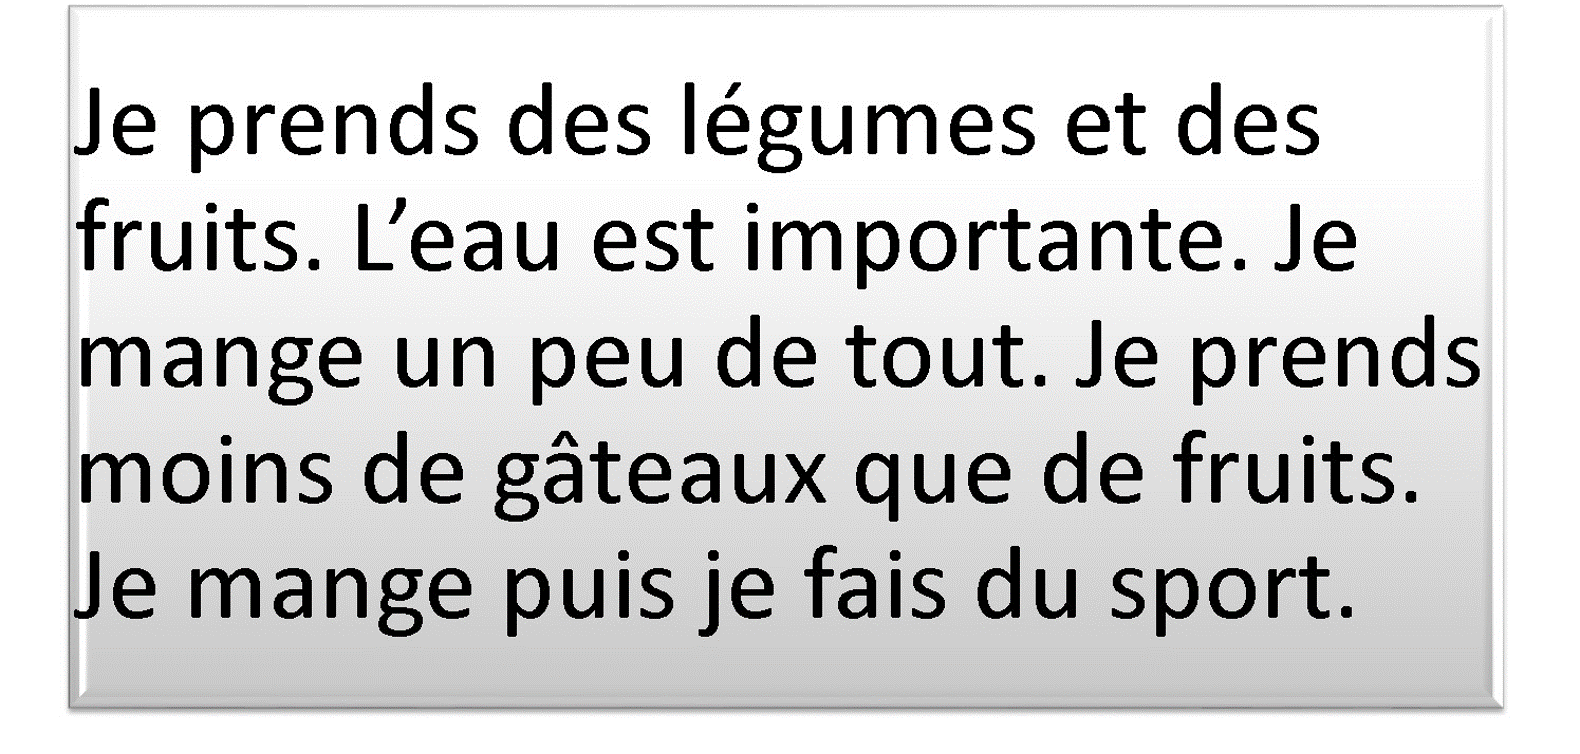 Je prends des légumes et des
fruits. L’eau est importante. Je
mange un peu de tout. Je prends
moins de gâteaux que de fruits.
Je mange puis je fais du sport.